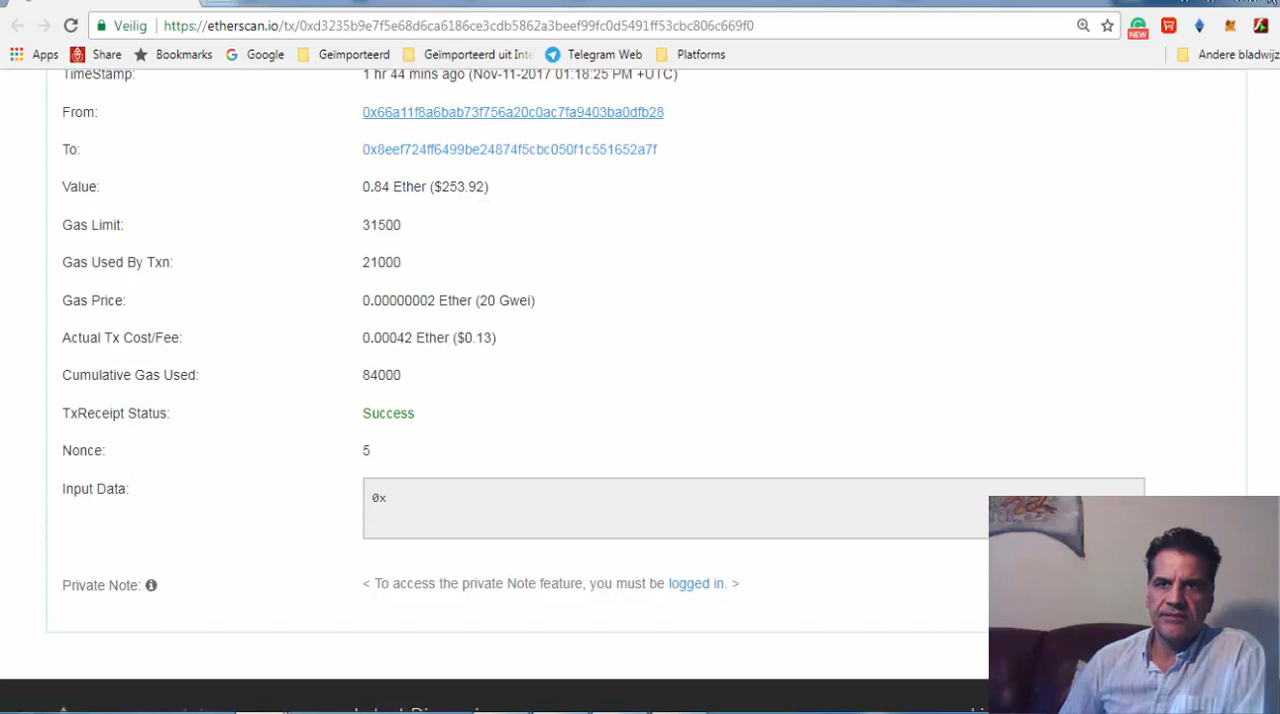 Veilig https://etherscan.io/tx/0xd3235b9e7f5e68d6ca6186ce3cdb5862a3beef99fc0d5491ff53cbc806c669f0
NEW
Apps Share Bookmarks Google Geïmporteerd Geïmporteerd uit Inte Telegram Web Platforms Andere bladwijz
TimeStamp: 1 hr 44 mins ago (Nov-11-2017 01:18:25 PM +UTC)
From: 0x66a11f8a6bab73f756a20c0ac7fa9403ba0dfb28
To: 0x8eef724ff6499be24874f5cbc050f1c551652a7f
Value: 0.84 Ether ($253.92)
Gas Limit: 31500
Gas Used By Txn: 21000
Gas Price: 0.00000002 Ether (20 Gwei)
Actual Tx Cost/Fee: 0.00042 Ether ($0.13)
Cumulative Gas Used: 84000
TxReceipt Status: Success
Nonce: 5
Input Data: 0x
Private Note: < To access the private Note feature, you must be logged in. >